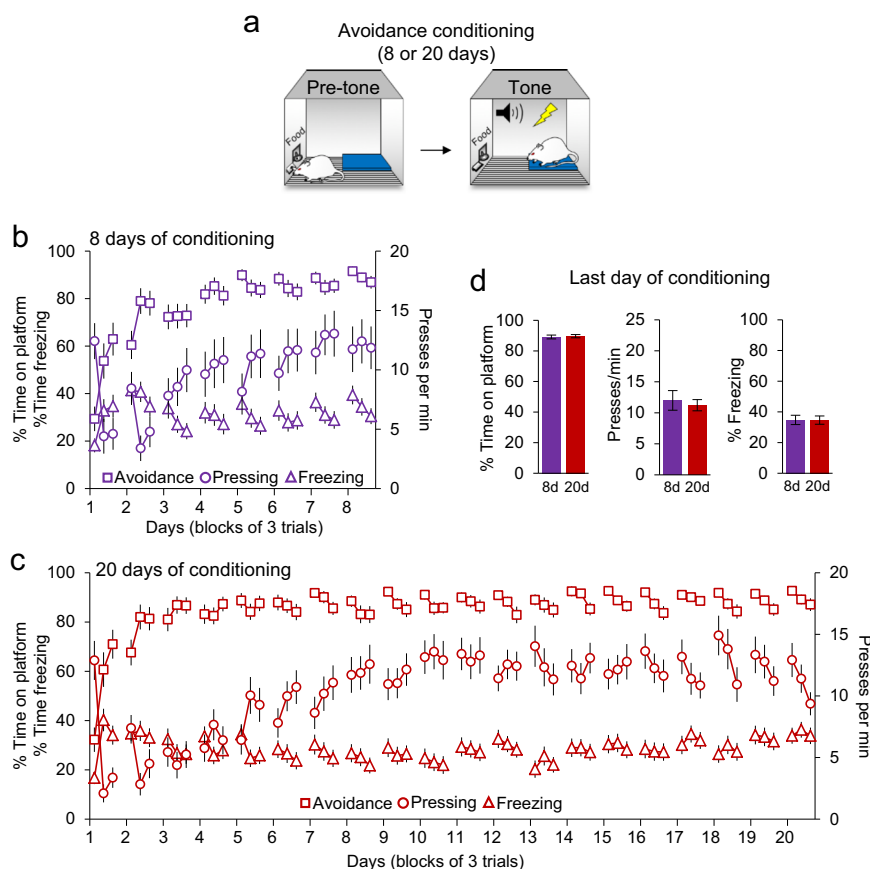 a
Avoidance conditioning
(8 or 20 days)
Pre-tone
Tone
Food
Food
b
8 days of conditioning
100
80
60
40
20
0
% Time on platform
%Time freezing
20
15
10
5
0
Presses per min
Avoidance
Pressing
Freezing
1 2 3 4 5 6 7 8
Days (blocks of 3 trials)
d
Last day of conditioning
% Time on platform
100
80
60
40
20
0
8d 20d
Presses/min
25
20
15
10
5
0
8d 20d
% Freezing
100
80
60
40
20
0
8d 20d
c
20 days of conditioning
100
80
60
40
20
0
% Time on platform
% Time freezing
20
15
10
5
0
Presses per min
Avoidance
Pressing
Freezing
1 2 3 4 5 6 7 8 9 10 11 12 13 14 15 16 17 18 19 20
Days (blocks of 3 trials)